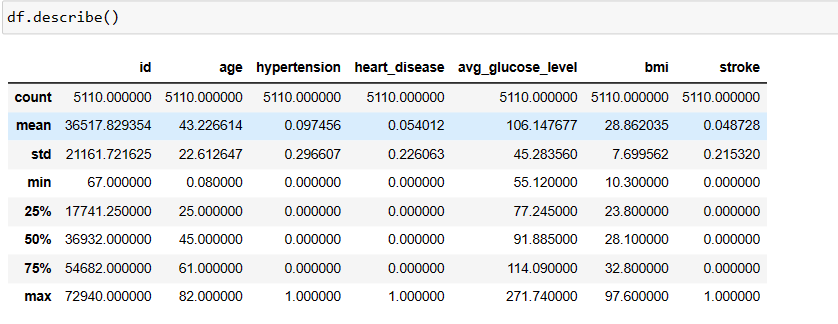 df.describe()
id age hypertension heart_disease avg_glucose_level bmi stroke
count 5110.000000 5110.000000 5110.000000 5110.000000 5110.000000 5110.000000 5110.000000
mean 36517.829354 43.226614 0.097456 0.054012 106.147677 28.862035 0.048728
std 21161.721625 22.612647 0.296607 0.226063 45.283560 7.699562 0.215320
min 67.000000 0.080000 0.000000 0.000000 55.120000 10.300000 0.000000
25% 17741.250000 25.000000 0.000000 0.000000 77.245000 23.800000 0.000000
50% 36932.000000 45.000000 0.000000 0.000000 91.885000 28.100000 0.000000
75% 54682.000000 61.000000 0.000000 0.000000 114.090000 32.800000 0.000000
max 72940.000000 82.000000 1.000000 1.000000 271.740000 97.600000 1.000000